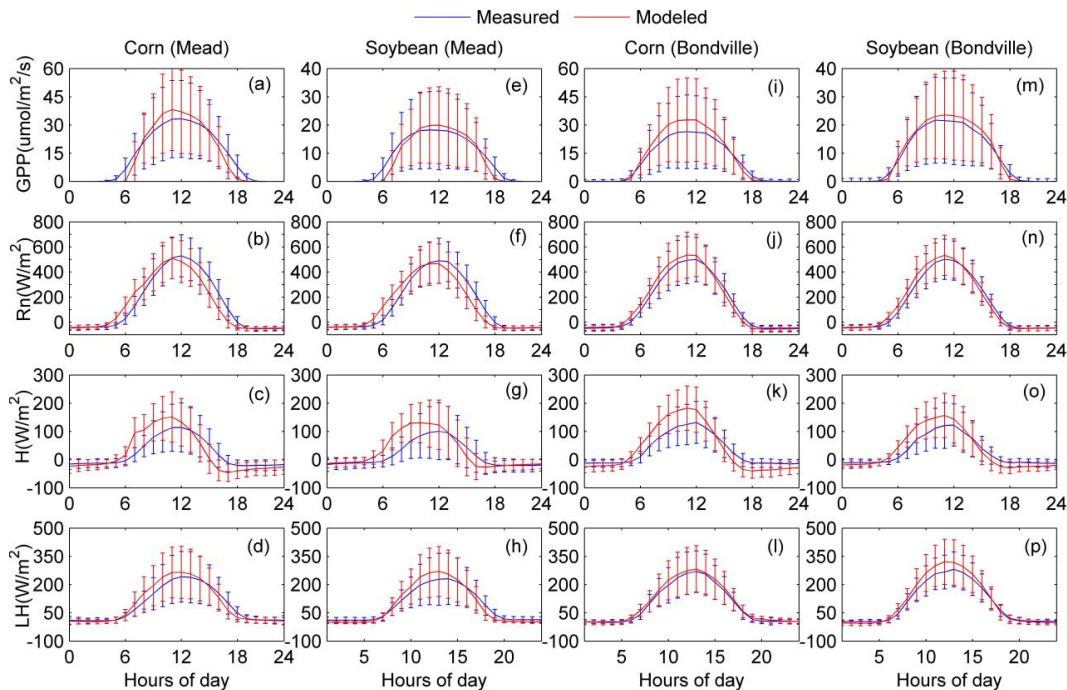 Measured Modeled
Corn (Mead) Soybean (Mead) Corn (Bondville) Soybean (Bondville)
GPP(umol/m²/s)
60 45 30 15 0
(a)
0 6 12 18 24
40 30 20 10 0
(e)
0 6 12 18 24
60 45 30 15 0
(i)
0 6 12 18 24
40 30 20 10 0
(m)
0 6 12 18 24
Rn(W/m²)
800 600 400 200 0
(b)
0 6 12 18 24
(f)
0 6 12 18 24
800 600 400 200 0
(j)
0 6 12 18 24
800 600 400 200 0
(n)
0 6 12 18 24
H(W/m²)
300 200 100 0 -100
(c)
0 6 12 18 24
300 200 100 0 -100
(g)
0 6 12 18 24
300 200 100 0 -100
(k)
0 6 12 18 24
300 200 100 0 -100
(o)
0 6 12 18 24
LH(W/m²)
500 350 200 50 -100
(d)
0 6 12 18 24
Hours of day
500 350 200 50 -100
(h)
5 10 15 20
Hours of day
500 350 200 50 -100
(l)
5 10 15 20
Hours of day
500 350 200 50 -100
(p)
5 10 15 20
Hours of day